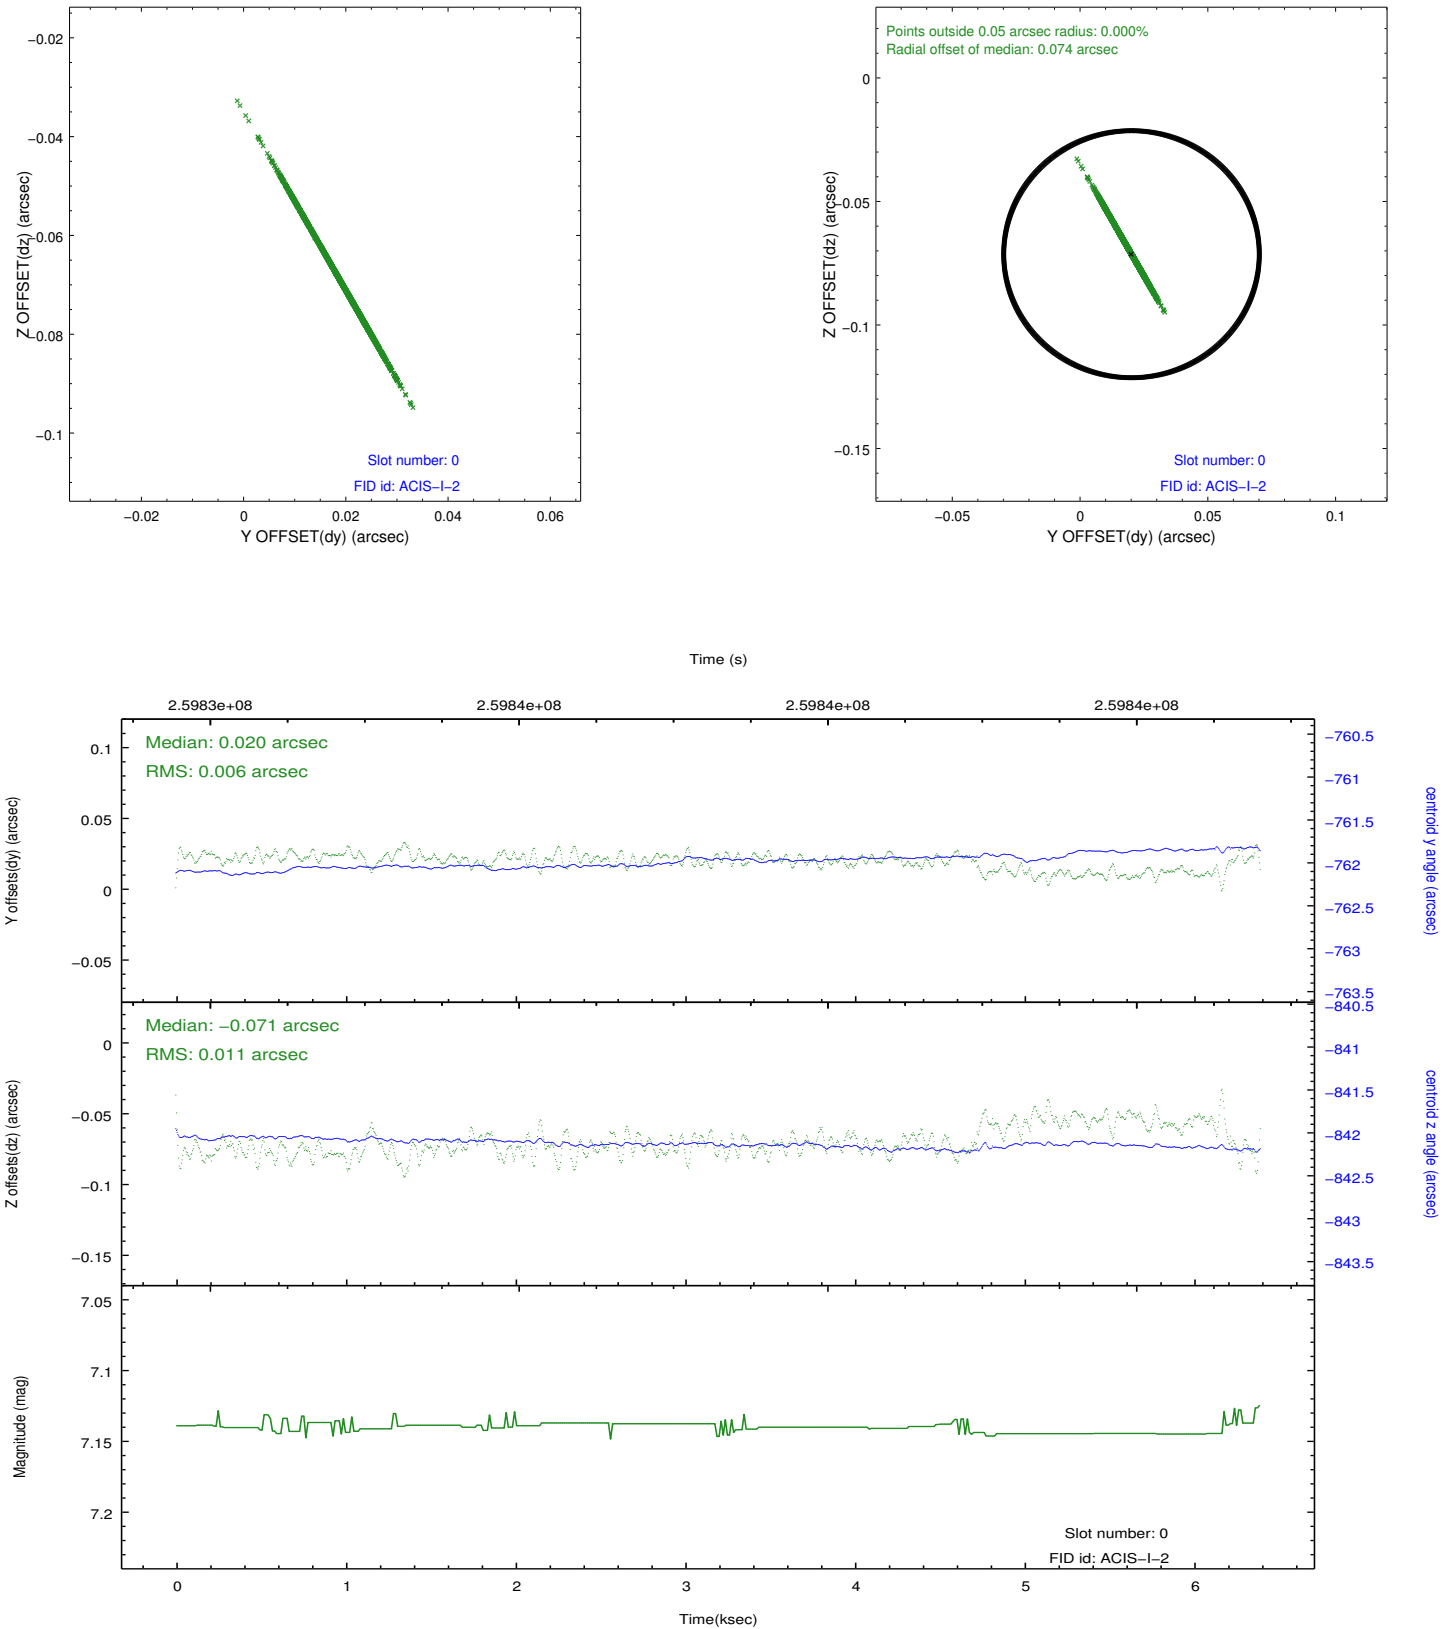 −0.02
−0.04
−0.06
−0.08
−0.1
Z OFFSET(dz) (arcsec)
Slot number: 0
FID id: ACIS−I−2
−0.02
0
0.02
0.04
0.06
Y OFFSET(dy) (arcsec)
Points outside 0.05 arcsec radius: 0.000%
Radial offset of median: 0.074 arcsec
0
−0.05
−0.1
−0.15
Z OFFSET(dz) (arcsec)
Slot number: 0
FID id: ACIS−I−2
−0.05
0
0.05
0.1
Y OFFSET(dy) (arcsec)
Time (s)
2.5983e+08
2.5984e+08
2.5984e+08
2.5984e+08
Median: 0.020 arcsec
RMS: 0.006 arcsec
0.1
0.05
0
−0.05
Y offsets(dy) (arcsec)
−760.5
−761
−761.5
−762
−762.5
−763
−763.5
centroid y angle (arcsec)
Median: −0.071 arcsec
RMS: 0.011 arcsec
0
−0.05
−0.1
−0.15
Z offsets(dz) (arcsec)
−840.5
−841
−841.5
−842
−842.5
−843
−843.5
centroid z angle (arcsec)
7.05
7.1
7.15
7.2
Magnitude (mag)
Slot number: 0
FID id: ACIS−I−2
0
1
2
3
4
5
6
Time(ksec)